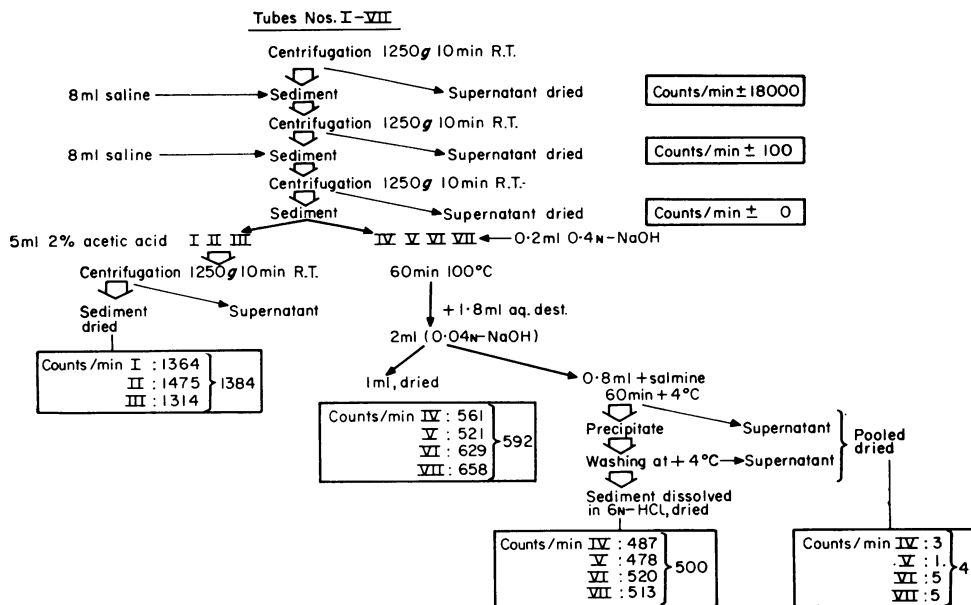 Tubes Nos. I–VII
Centrifugation 1250g 10min R.T.
8ml saline Sediment Supernatant dried Counts/min ± 18000
Centrifugation 1250g 10min R.T.
8ml saline Sediment Supernatant dried Counts/min ± 100
Centrifugation 1250g 10min R.T.
Sediment Supernatant dried Counts/min ± 0
5ml 2% acetic acid I II III IV V VI VII 0·2ml 0·4N–NaOH
Centrifugation 1250g 10min R.T. 60min 100°C
Sediment dried Supernatant
+1·8ml aq. dest.
2ml (0·04N–NaOH)
Counts/min I : 1364
II : 1475 1384
III : 1314
1ml, dried
0·8ml + salmine
60min + 4°C
Counts/min IV : 561
V : 521 592
VI : 629
VII : 658
Precipitate Supernatant
Washing at + 4°C Supernatant
Pooled dried
Sediment dissolved
in 6N–HCl, dried
Counts/min IV : 487
V : 478 500
VI : 520
VII : 513
Counts/min IV : 3
V : 1. 4
VI : 5
VII : 5